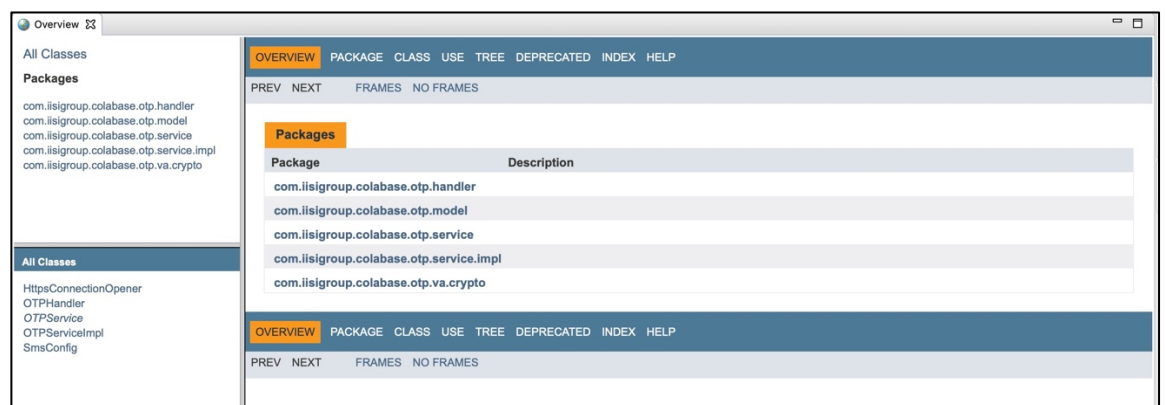 Overview
All Classes
Packages
com.iisigroup.colabase.otp.handler
com.iisigroup.colabase.otp.model
com.iisigroup.colabase.otp.service
com.iisigroup.colabase.otp.service.impl
com.iisigroup.colabase.otp.va.crypto
All Classes
HttpsConnectionOpener
OTPHandler
OTPService
OTPServiceImpl
SmsConfig
OVERVIEW PACKAGE CLASS USE TREE DEPRECATED INDEX HELP
PREV NEXT FRAMES NO FRAMES
Packages
Package Description
com.iisigroup.colabase.otp.handler
com.iisigroup.colabase.otp.model
com.iisigroup.colabase.otp.service
com.iisigroup.colabase.otp.service.impl
com.iisigroup.colabase.otp.va.crypto
OVERVIEW PACKAGE CLASS USE TREE DEPRECATED INDEX HELP
PREV NEXT FRAMES NO FRAMES